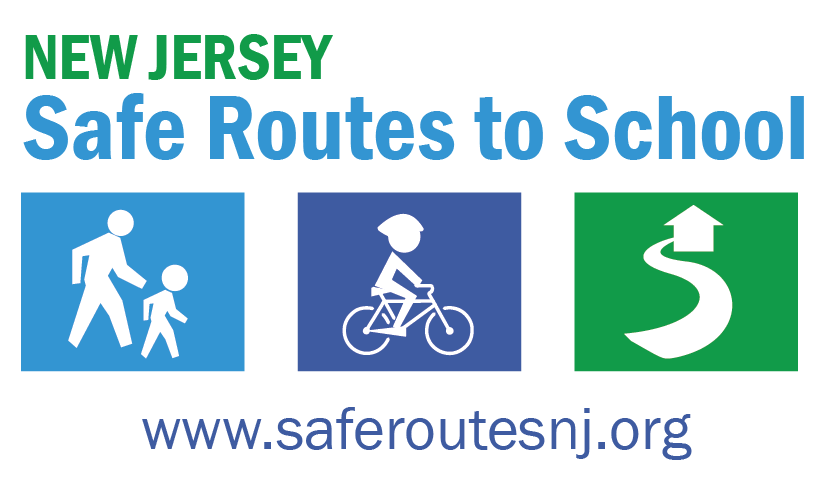 NEW JERSEY
Safe Routes to School
www.saferoutesnj.org